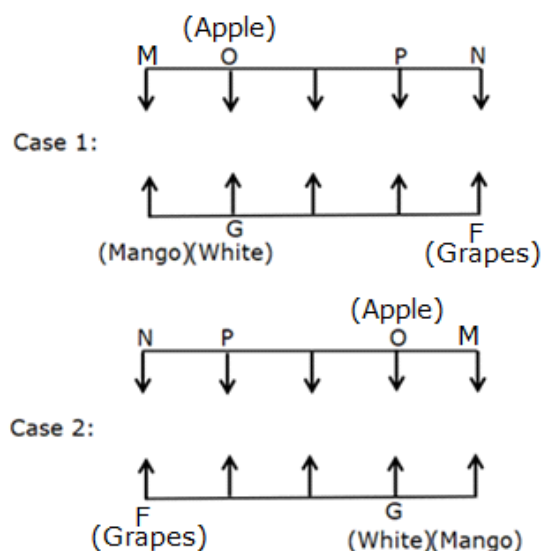 (Apple)
M O P N
Case 1:
G F
(Mango)(White) (Grapes)
(Apple)
N P O M
Case 2:
F G
(Grapes) (White)(Mango)